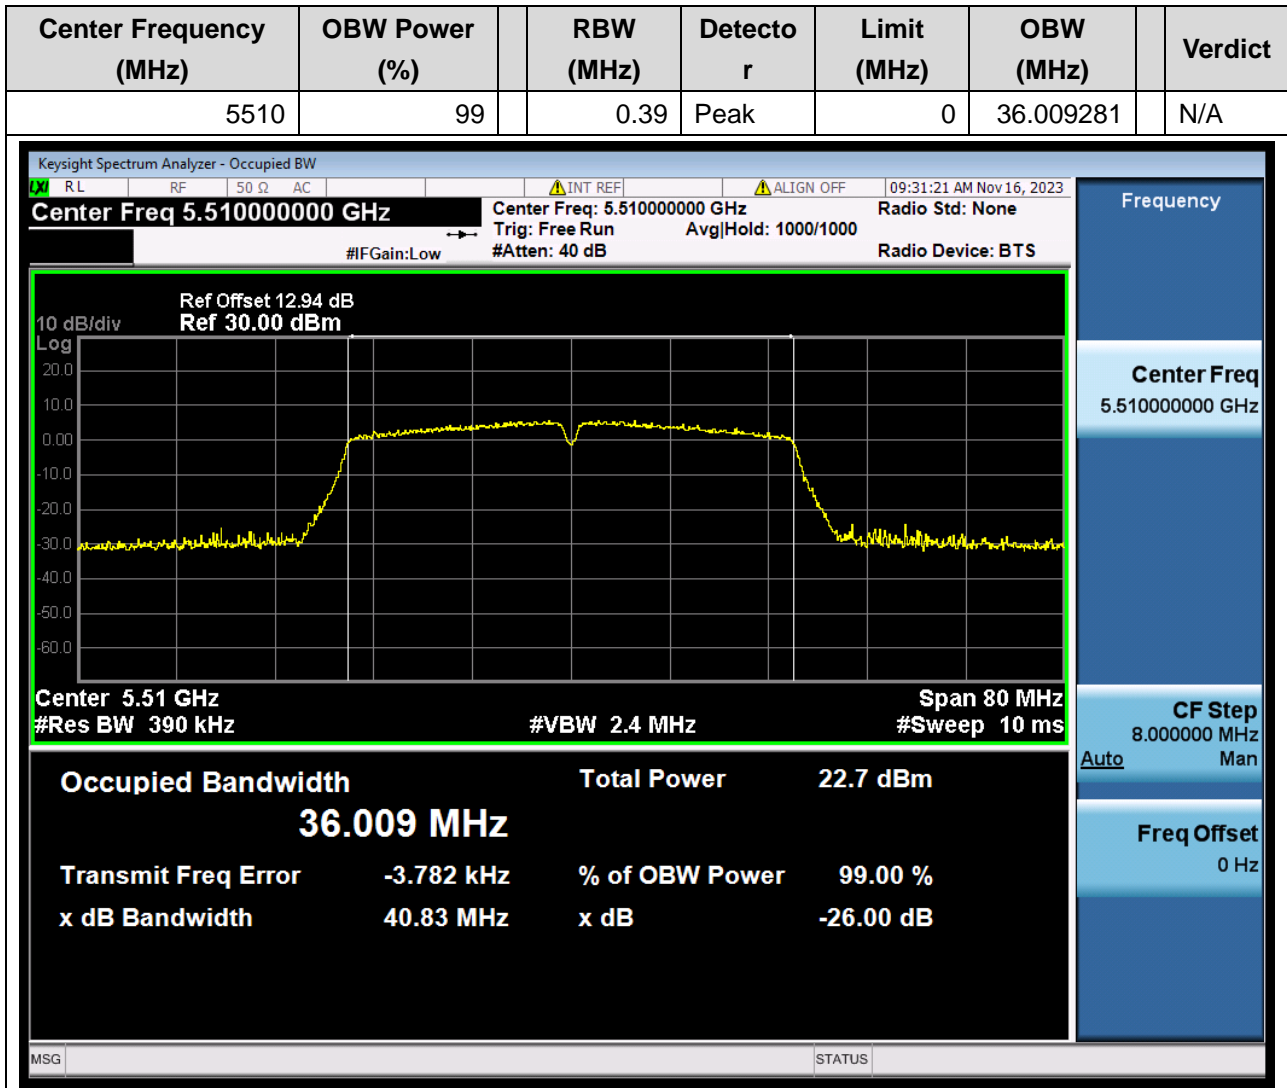 Center Frequency (MHz) OBW Power (%) RBW (MHz) Detecto r Limit (MHz) OBW (MHz) Verdict
5510 99 0.39 Peak 0 36.009281 N/A
Keysight Spectrum Analyzer - Occupied BW
LXI RL RF 50 Ω AC INT REF ALIGN OFF 09:31:21 AM Nov 16, 2023
Center Freq 5.510000000 GHz
Center Freq: 5.510000000 GHz
Radio Std: None
Trig: Free Run Avg|Hold: 1000/1000
#IFGain:Low
#Atten: 40 dB
Radio Device: BTS
Ref Offset 12.94 dB
10 dB/div Ref 30.00 dBm
Log
20.0
10.0
0.00
-10.0
-20.0
-30.0
-40.0
-50.0
-60.0
Center 5.51 GHz Span 80 MHz
#Res BW 390 kHz #VBW 2.4 MHz #Sweep 10 ms
Occupied Bandwidth Total Power 22.7 dBm
36.009 MHz
Transmit Freq Error -3.782 kHz % of OBW Power 99.00 %
x dB Bandwidth 40.83 MHz x dB -26.00 dB
Frequency
Center Freq
5.510000000 GHz
CF Step
8.000000 MHz
Auto Man
Freq Offset
0 Hz
MSG STATUS